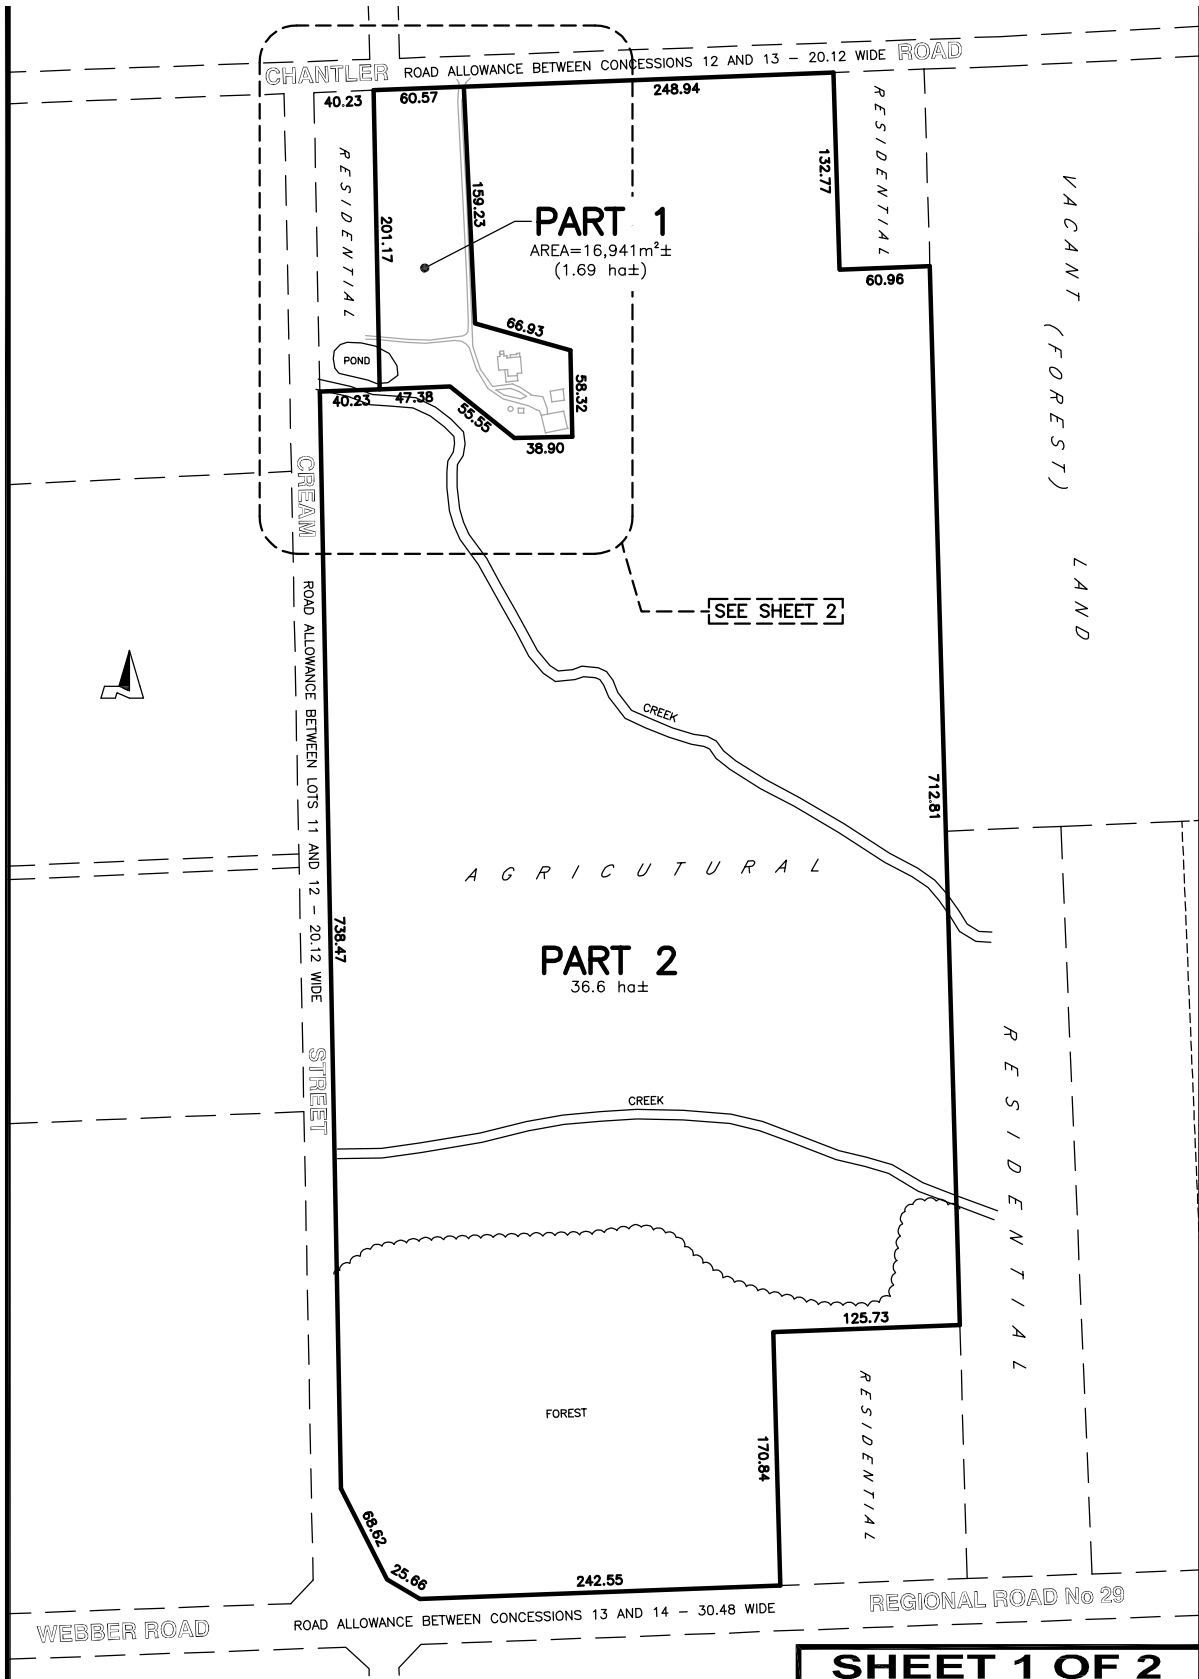 CHANTLER ROAD ALLOWANCE BETWEEN CONCESSIONS 12 AND 13 - 20.12 WIDE ROAD
40.23
60.57
248.94
RESIDENTIAL
201.17
159.23
132.77
RESIDENTIAL
60.96
PART 1
AREA=16,941m²±
(1.69 ha±)
VACANT (FOREST) LAND
66.93
58.32
POND
40.23
47.38
55.55
38.90
SEE SHEET 2
CREAM ROAD ALLOWANCE BETWEEN LOTS 11 AND 12 - 20.12 WIDE STREET
CREEK
712.81
AGRICUTURAL
738.47
PART 2
36.6 ha±
CREEK
RESIDENTIAL
125.73
FOREST
170.84
RESIDENTIAL
68.62
25.66
242.55
WEBBER ROAD
ROAD ALLOWANCE BETWEEN CONCESSIONS 13 AND 14 - 30.48 WIDE
REGIONAL ROAD No 29
SHEET 1 OF 2